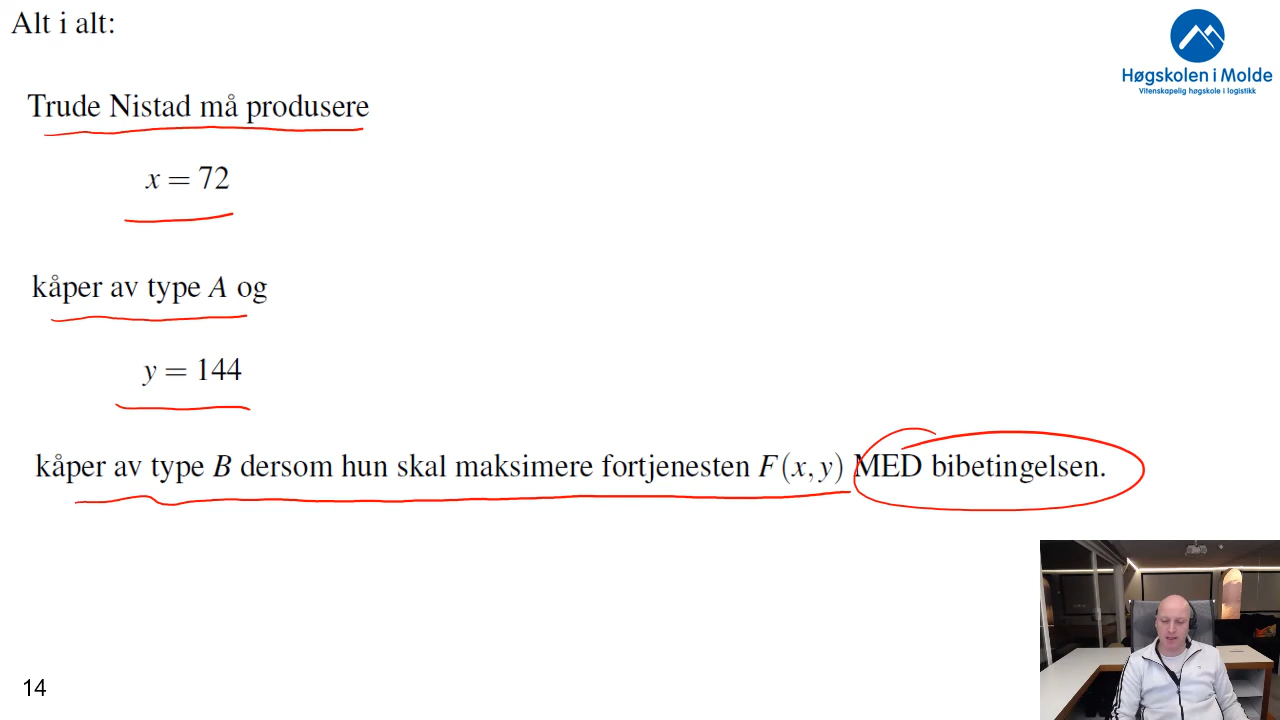 Alt i alt:
Høgskolen i Molde
Vitenskapelig høgskole i logistikk
Trude Nistad må produsere
x = 72
kåper av type A og
y = 144
kåper av type B dersom hun skal maksimere fortjenesten F(x, y) MED bibetingelsen.
14